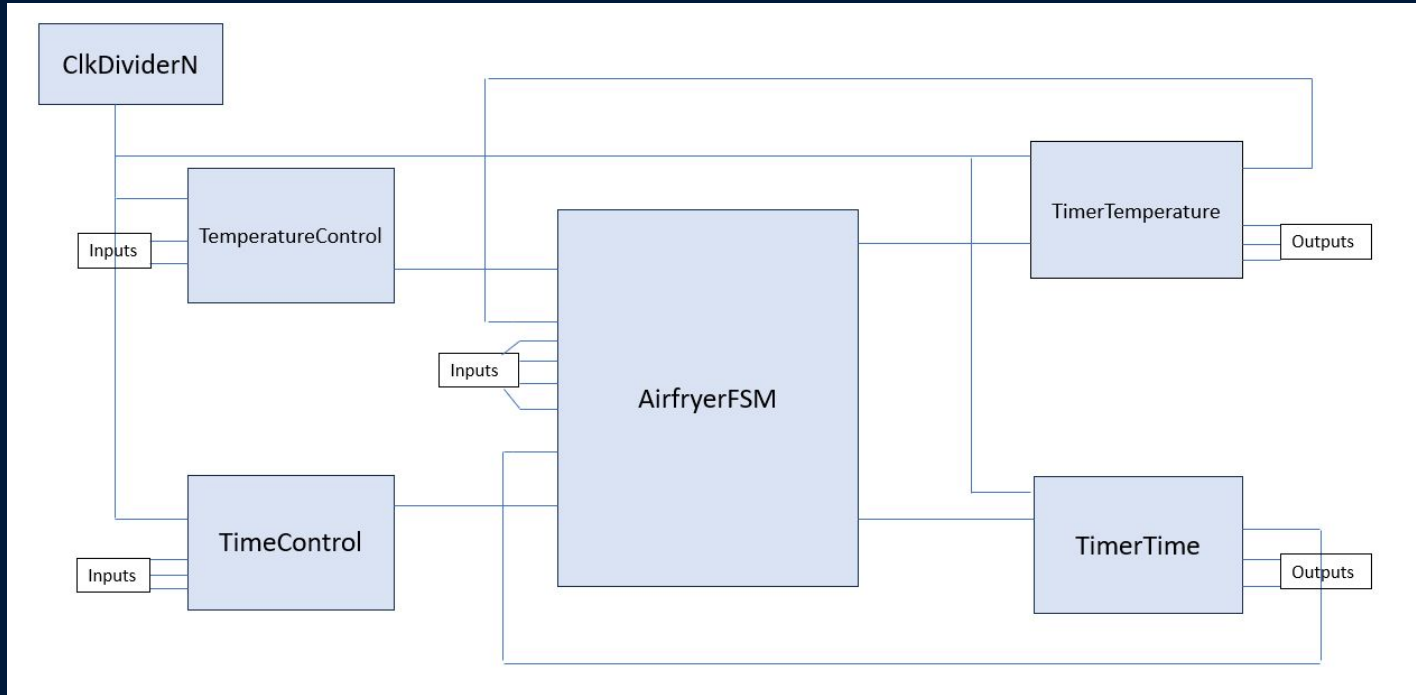 ClkDividerN
TemperatureControl
Inputs
TimerTemperature
Outputs
Inputs
AirfryerFSM
TimeControl
Inputs
TimerTime
Outputs